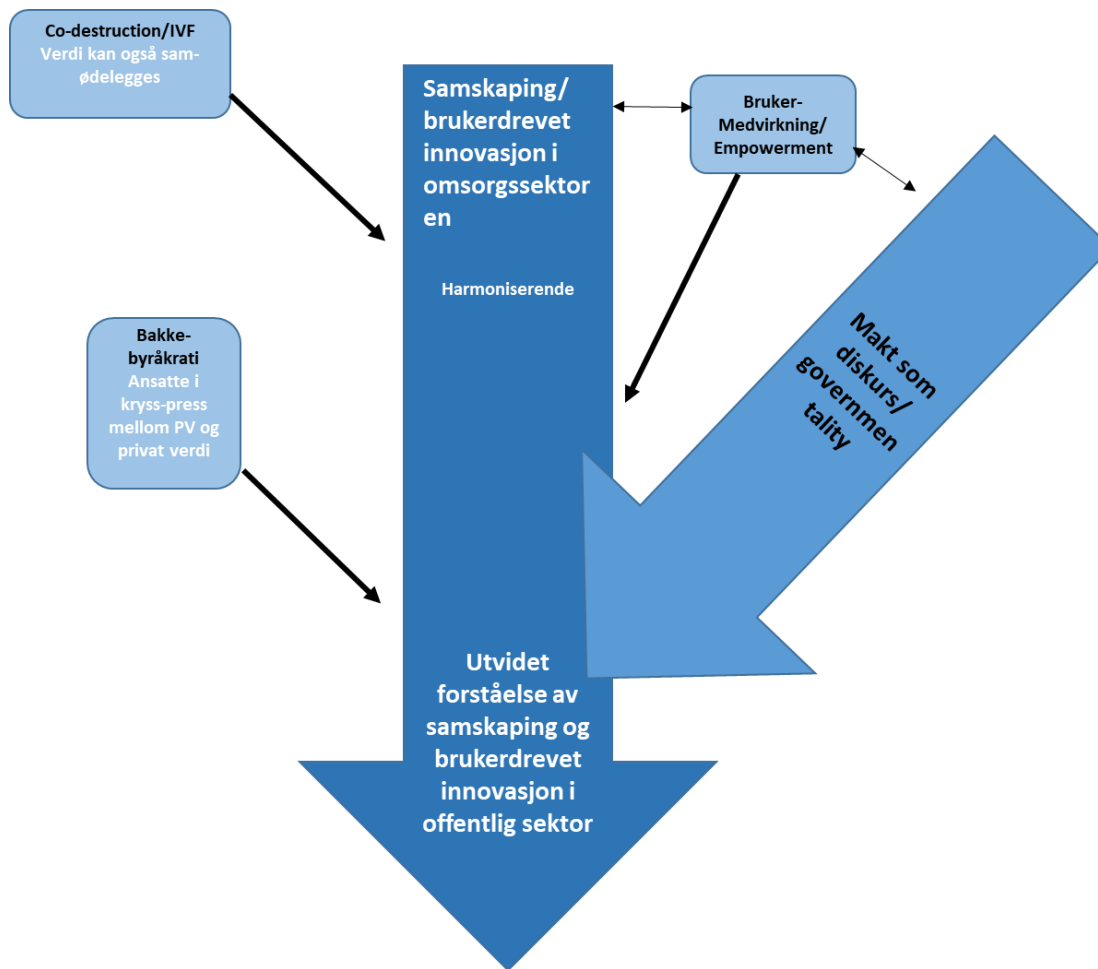 Co-destruction/IVF
Verdi kan også sam-
ødelegges
Samskaping/
brukerdrevet
innovasjon i
omsorgssektor
en
Harmoniserende
Bruker-
Medvirkning/
Empowerment
Makt som
diskurs/
governmen
tality
Bakke-
byråkrati
Ansatte i
kryss-press
mellom PV og
privat verdi
Utvidet
forståelse av
samskaping og
brukerdrevet
innovasjon i
offentlig sektor